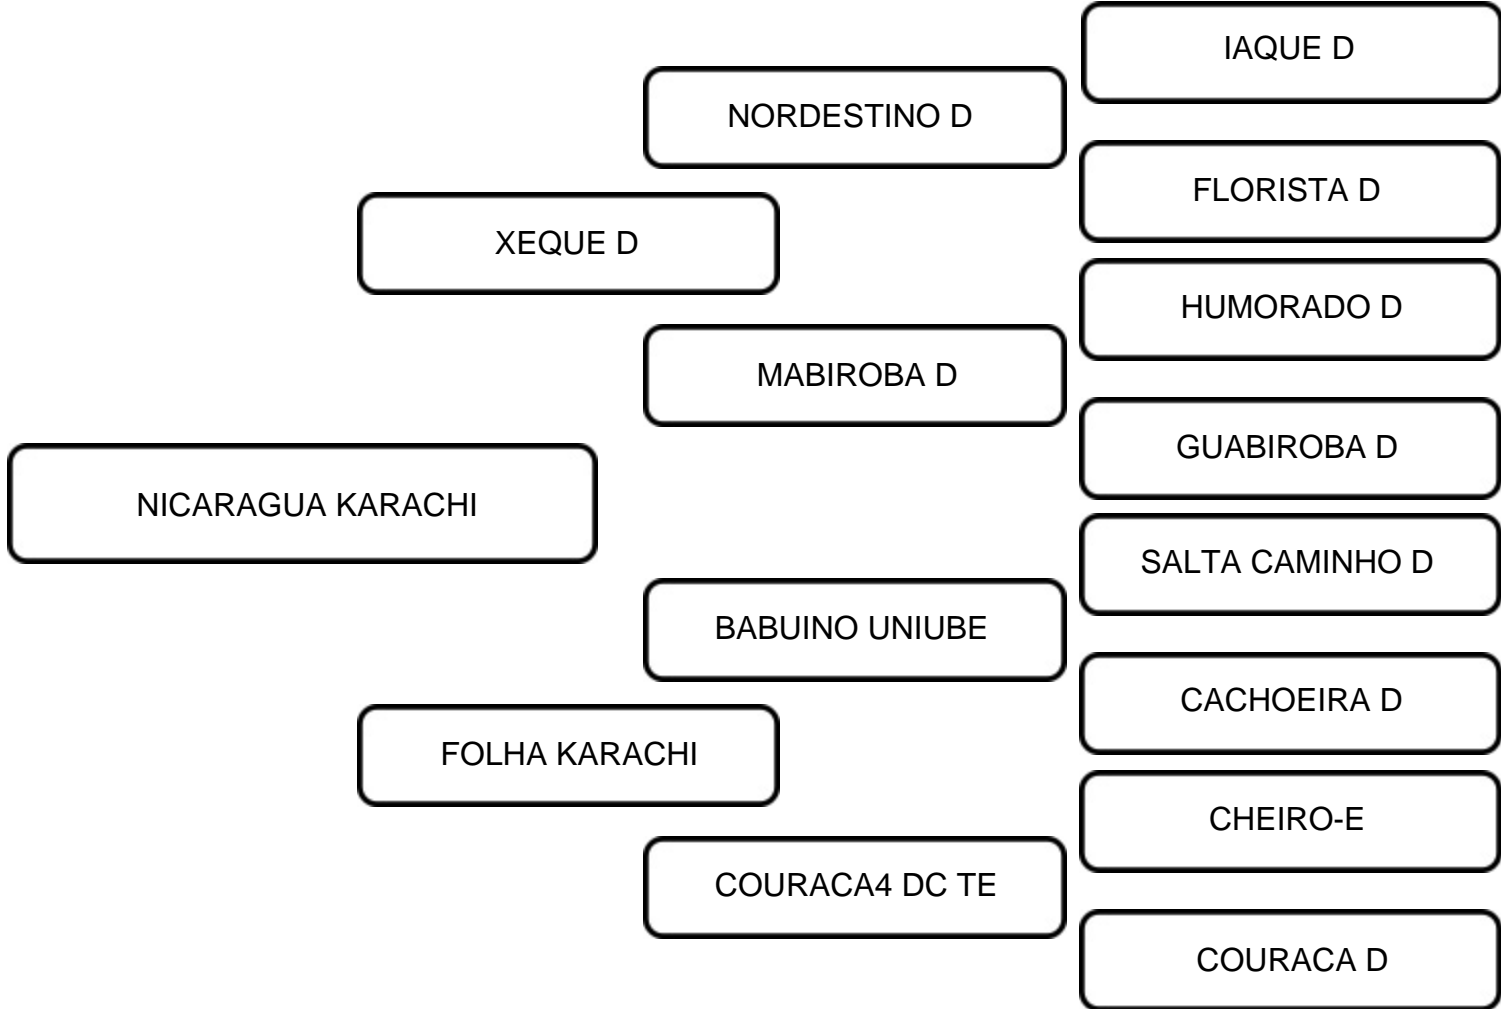 IAQUE D
NORDESTINO D
FLORISTA D
XEQUE D
HUMORADO D
MABIROBA D
GUABIROBA D
NICARAGUA KARACHI
SALTA CAMINHO D
BABUINO UNIUBE
CACHOEIRA D
FOLHA KARACHI
CHEIRO-E
COURACA4 DC TE
COURACA D